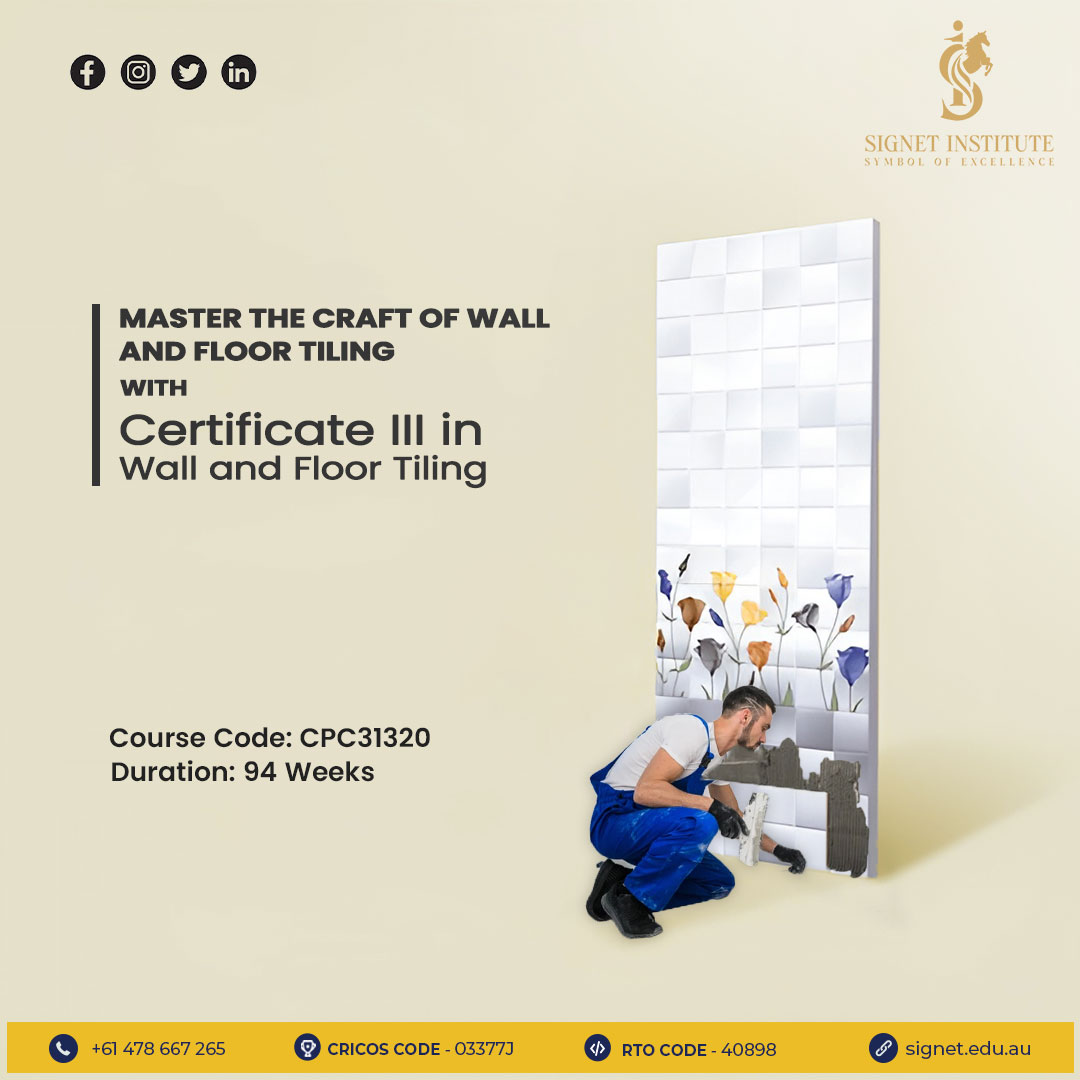 SIGNET INSTITUTE
SYMBOL OF EXCELLENCE
MASTER THE CRAFT OF WALL
AND FLOOR TILING
WITH
Certificate III in
Wall and Floor Tiling
Course Code: CPC31320
Duration: 94 Weeks
+61 478 667 265
CRICOS CODE - 03377J
RTO CODE - 40898
signet.edu.au